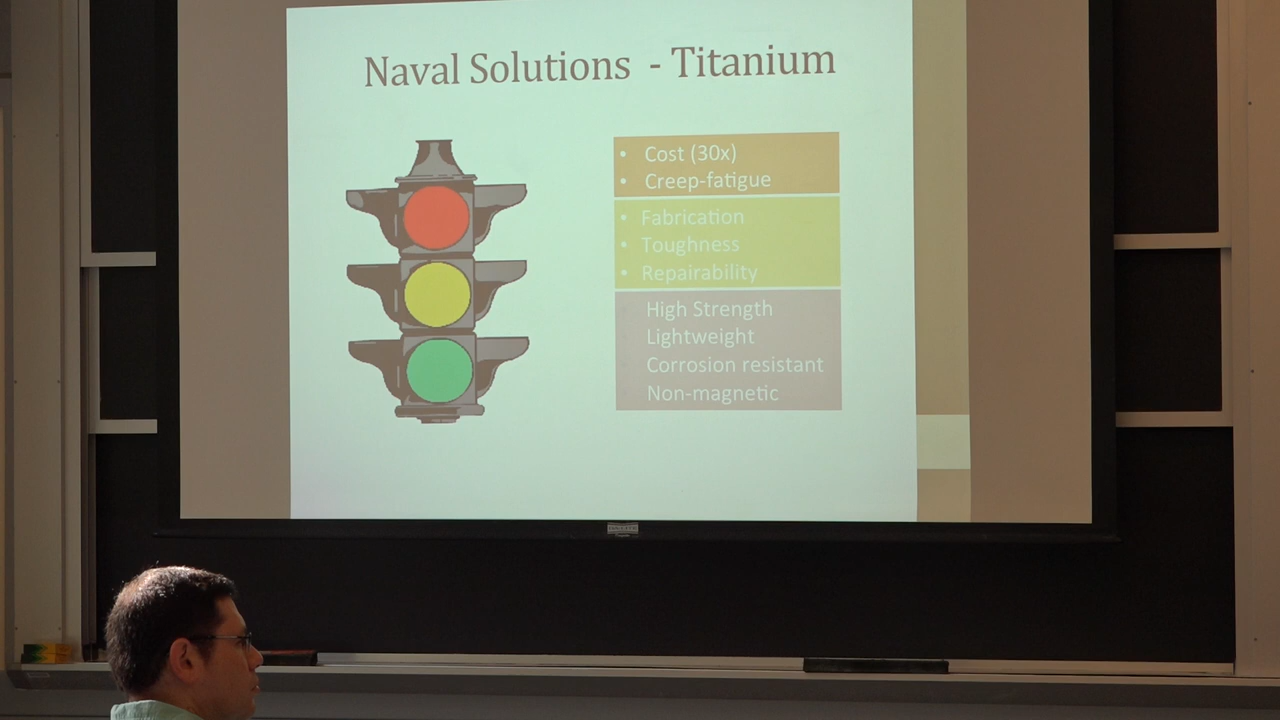 Naval Solutions - Titanium
• Cost (30x)
• Creep-fatigue
• Fabrication
• Toughness
• Repairability
High Strength
Lightweight
Corrosion resistant
Non-magnetic